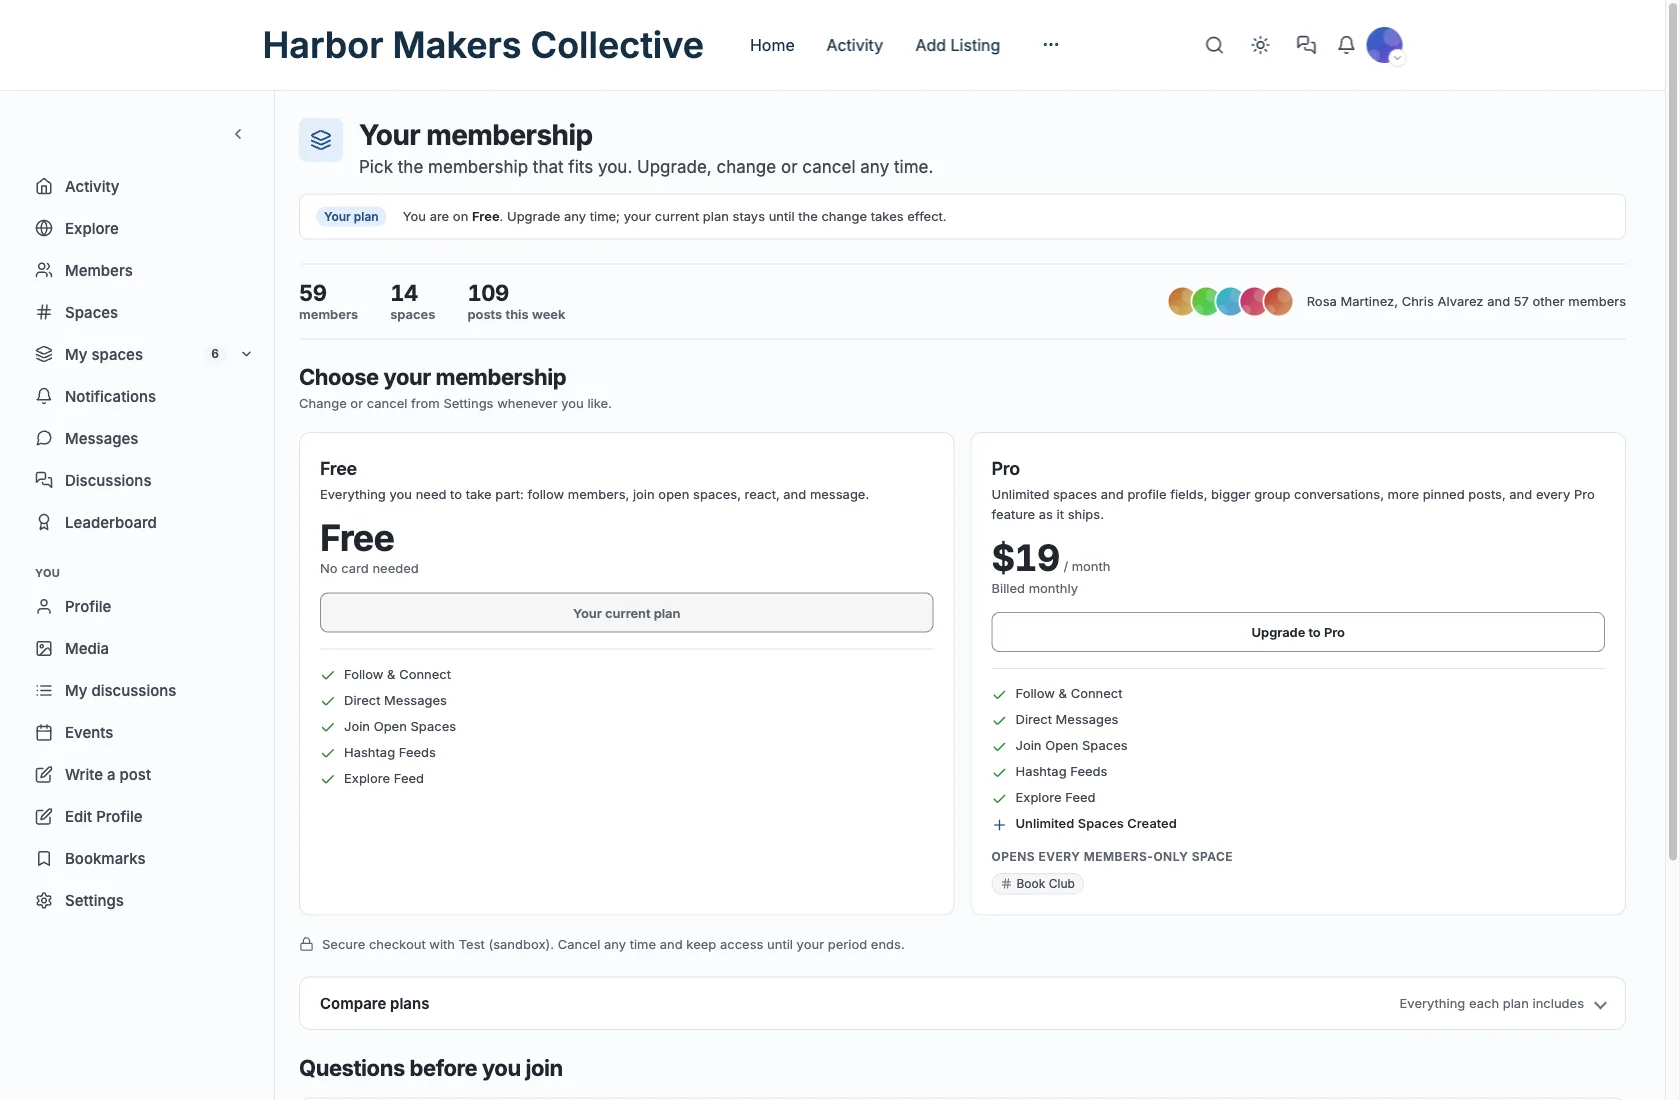 Harbor Makers Collective
Home
Activity
Add Listing
Your membership
Pick the membership that fits you. Upgrade, change or cancel any time.
Activity
Explore
Members
Spaces
My spaces 6
Notifications
Messages
Discussions
Leaderboard
YOU
Profile
Media
My discussions
Events
Write a post
Edit Profile
Bookmarks
Settings
Your plan You are on Free. Upgrade any time; your current plan stays until the change takes effect.
59 members
14 spaces
109 posts this week
Rosa Martinez, Chris Alvarez and 57 other members
Choose your membership
Change or cancel from Settings whenever you like.
Free
Everything you need to take part: follow members, join open spaces, react, and message.
Free
No card needed
Your current plan
Follow & Connect
Direct Messages
Join Open Spaces
Hashtag Feeds
Explore Feed
Pro
Unlimited spaces and profile fields, bigger group conversations, more pinned posts, and every Pro
feature as it ships.
$19 / month
Billed monthly
Upgrade to Pro
Follow & Connect
Direct Messages
Join Open Spaces
Hashtag Feeds
Explore Feed
Unlimited Spaces Created
OPENS EVERY MEMBERS-ONLY SPACE
# Book Club
Secure checkout with Test (sandbox). Cancel any time and keep access until your period ends.
Compare plans
Everything each plan includes
Questions before you join